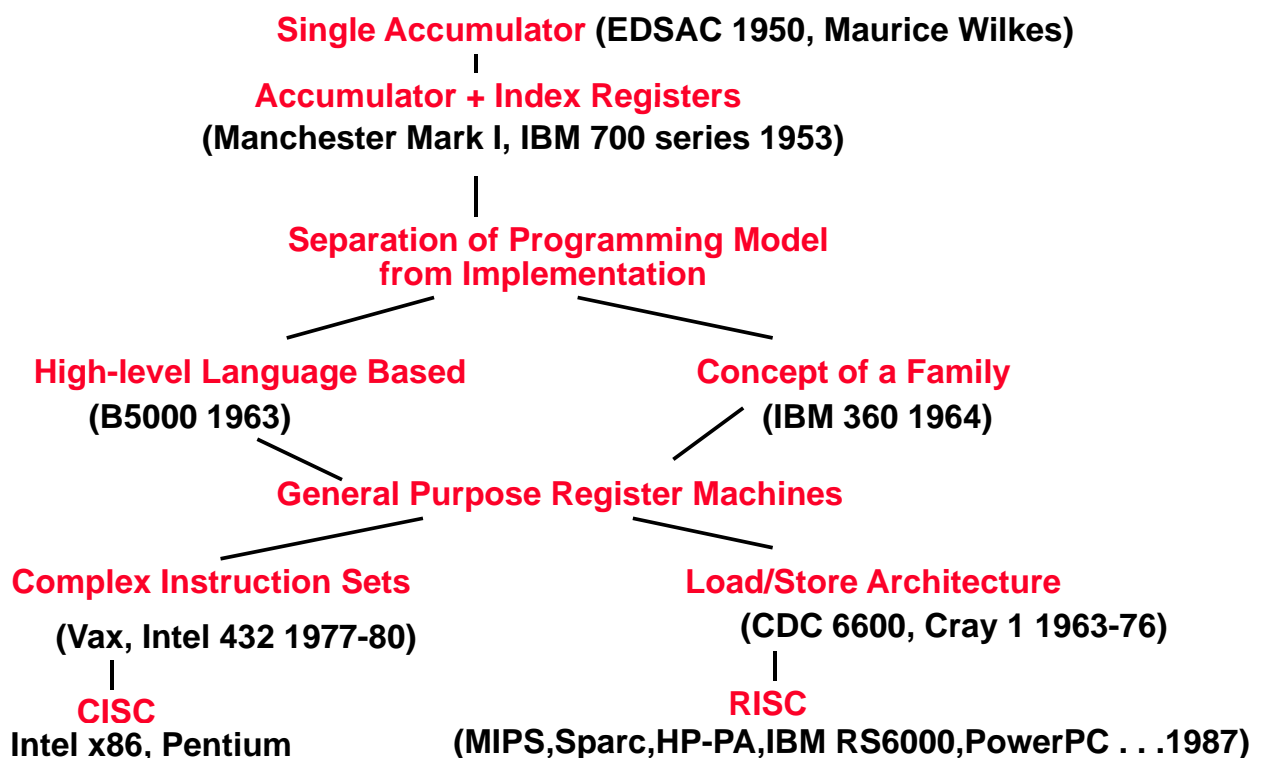 Single Accumulator (EDSAC 1950, Maurice Wilkes)
Accumulator + Index Registers
(Manchester Mark I, IBM 700 series 1953)
Separation of Programming Model
from Implementation
High-level Language Based
Concept of a Family
(B5000 1963)
(IBM 360 1964)
General Purpose Register Machines
Complex Instruction Sets
Load/Store Architecture
(Vax, Intel 432 1977-80)
(CDC 6600, Cray 1 1963-76)
CISC
RISC
Intel x86, Pentium
(MIPS,Sparc,HP-PA,IBM RS6000,PowerPC . . .1987)